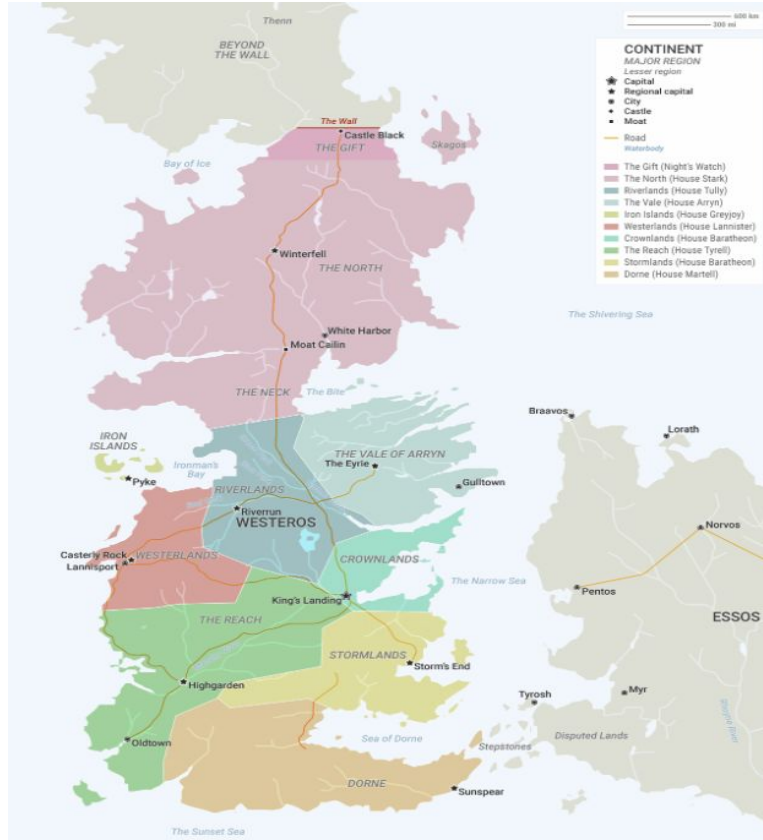 Thenn
BEYOND
THE WALL
600 km
300 mi
CONTINENT
MAJOR REGION
Lesser region
Capital
Regional capital
City
Castle
Moat
Road
Waterbody
The Gift (Night's Watch)
The North (House Stark)
Riverlands (House Tully)
The Vale (House Arryn)
Iron Islands (House Greyjoy)
Westerlands (House Lannister)
Crownlands (House Baratheon)
The Reach (House Tyrell)
Stormlands (House Baratheon)
Dorne (House Martell)
The Wall
Castle Black
THE GIFT
Skagos
Bay of Ice
Winterfell
THE NORTH
The Shivering Sea
White Harbor
Moat Cailin
THE NECK
The Bite
Braavos
Lorath
IRON
ISLANDS
Ironman's
Bay
THE VALE OF ARRYN
The Eyrie
Pyke
Gulltown
RIVERLANDS
Riverrun
WESTEROS
Norvos
Casterly Rock
WESTERLANDS
Lannisport
CROWNLANDS
The Narrow Sea
Pentos
King's Landing
THE REACH
ESSOS
STORMLANDS
Storm's End
Highgarden
Tyrosh
Myr
Oldtown
Sea of Dorne
Stepstones
Disputed Lands
Rhoyne River
DORNE
Sunspear
The Sunset Sea